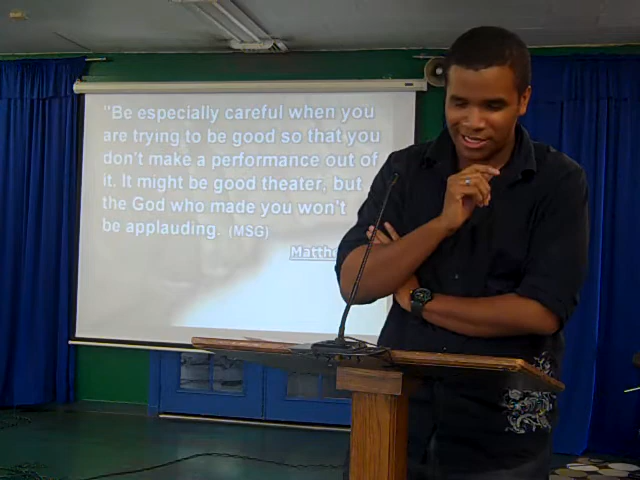 "Be especially careful when you
are trying to be good so that you
don't make a performance out of
it. It might be good theater, but
the God who made you won't
be applauding. (MSG)